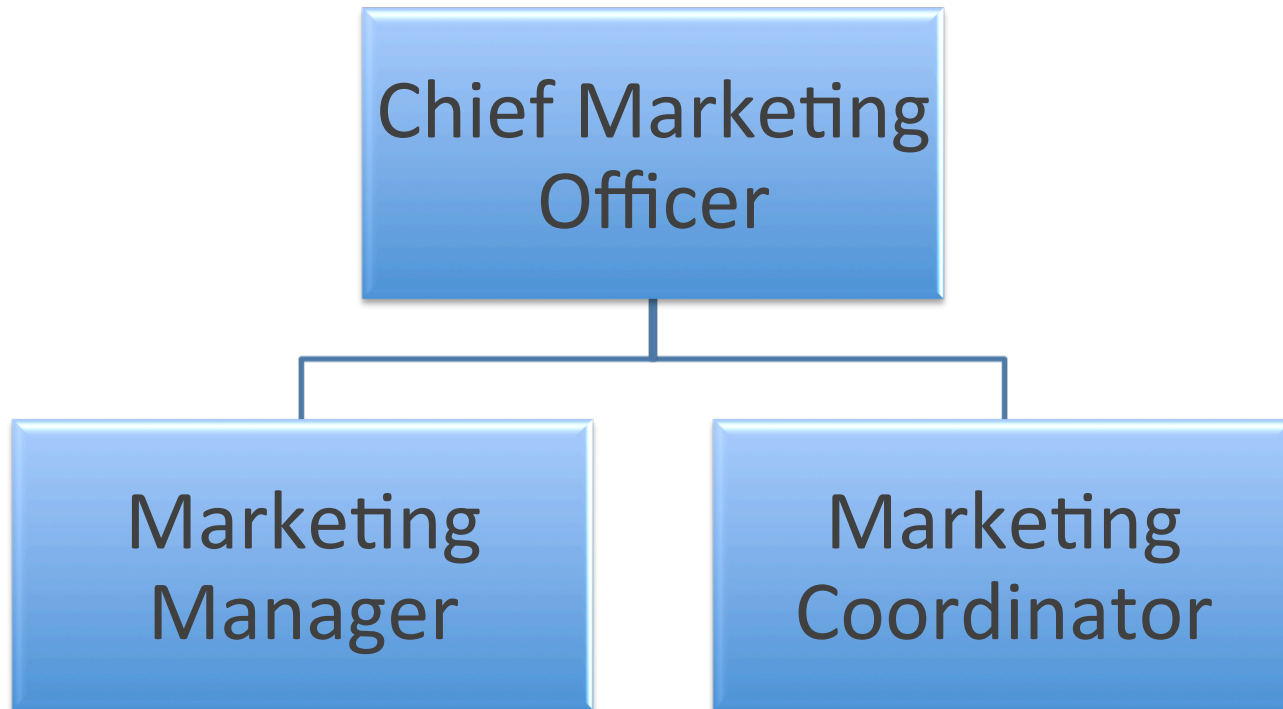 Chief Marketing
Officer
Marketing
Manager
Marketing
Coordinator